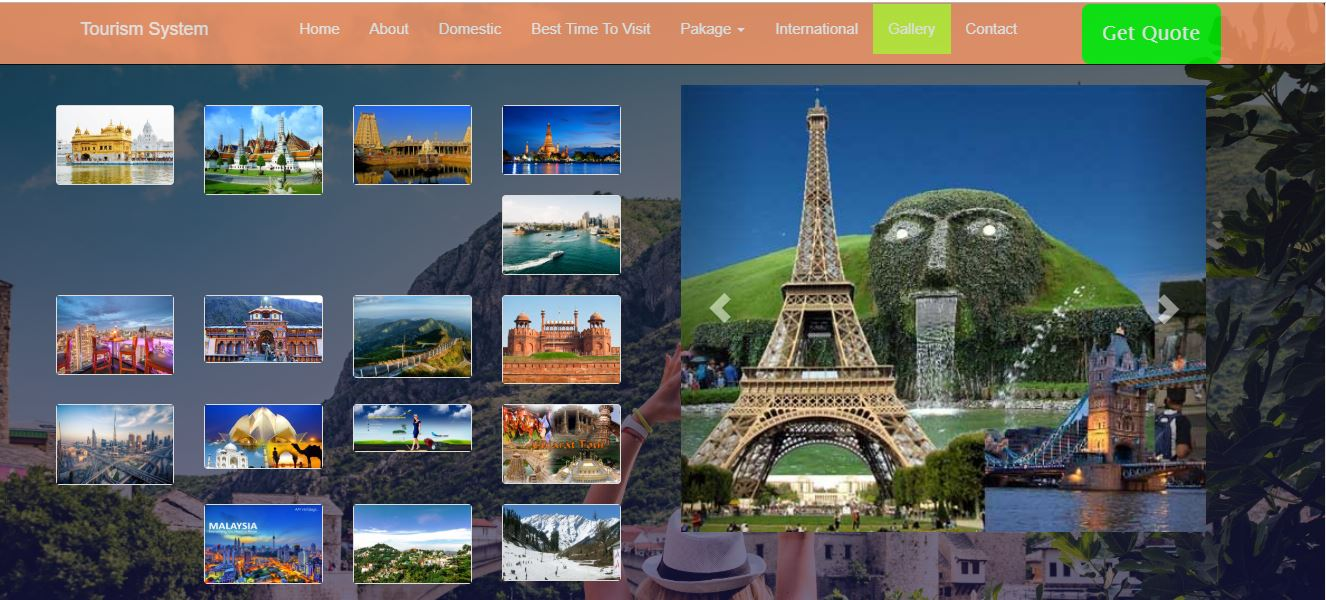 Tourism System
Home
About
Domestic
Best Time To Visit
Pakage
International
Gallery
Contact
Get Quote
MALAYSIA